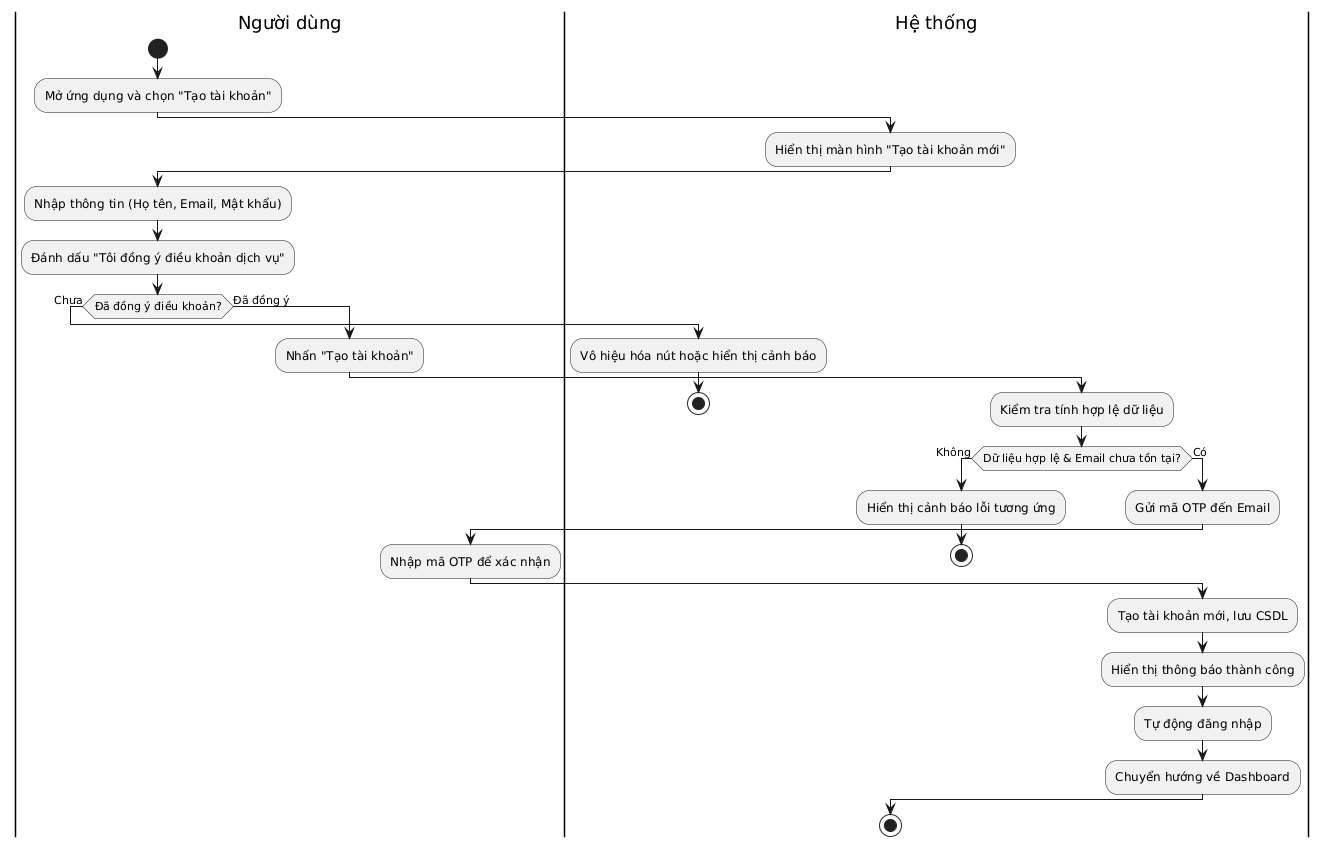 Người dùng
Hệ thống
Mở ứng dụng và chọn "Tạo tài khoản"
Hiển thị màn hình "Tạo tài khoản mới"
Nhập thông tin (Họ tên, Email, Mật khẩu)
Đánh dấu "Tôi đồng ý điều khoản dịch vụ"
Chưa
Đã đồng ý điều khoản?
Đã đồng ý
Nhấn "Tạo tài khoản"
Vô hiệu hóa nút hoặc hiển thị cảnh báo
Kiểm tra tính hợp lệ dữ liệu
Không
Dữ liệu hợp lệ & Email chưa tồn tại?
Có
Hiển thị cảnh báo lỗi tương ứng
Gửi mã OTP đến Email
Nhập mã OTP để xác nhận
Tạo tài khoản mới, lưu CSDL
Hiển thị thông báo thành công
Tự động đăng nhập
Chuyển hướng về Dashboard